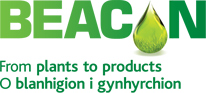 BEACON
From plants to products
O blanhigion i gynhyrchion